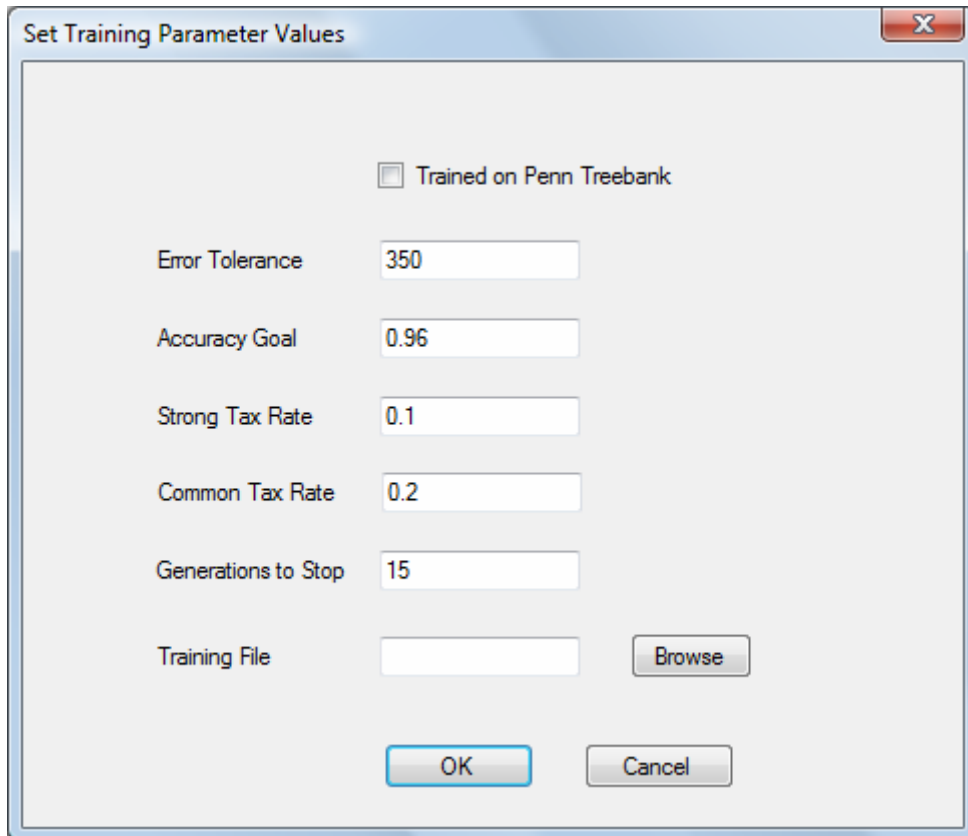 Set Training Parameter Values
Trained on Penn Treebank
Error Tolerance 350
Accuracy Goal 0.96
Strong Tax Rate 0.1
Common Tax Rate 0.2
Generations to Stop 15
Training File Browse
OK Cancel